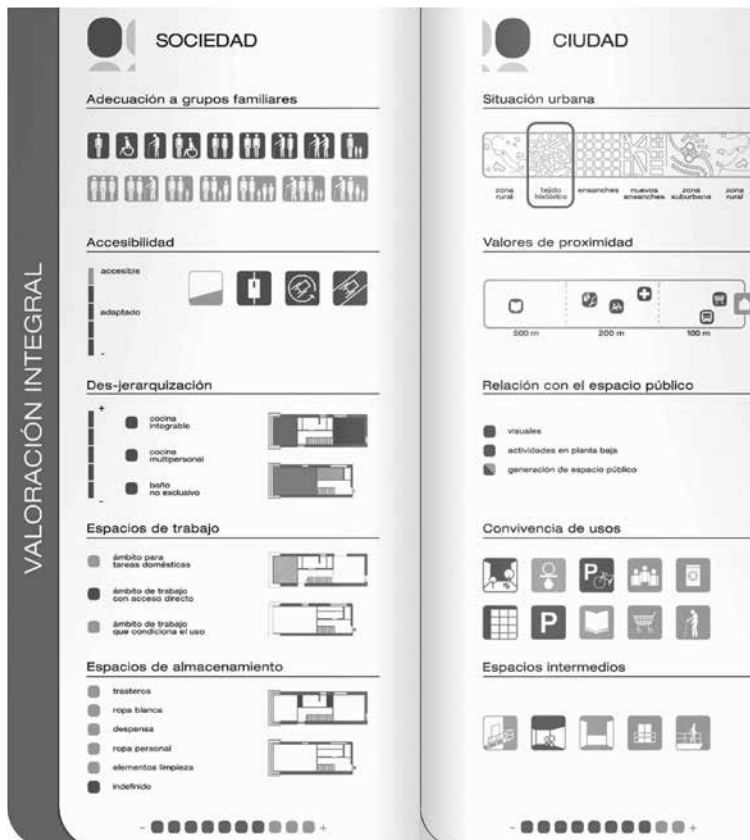 VALORACIÓN INTEGRAL
SOCIEDAD
Adecuación a grupos familiares
Accesibilidad
accesible
adaptado
-
Des-jerarquización
+
cocina
integrable
cocina
multipersonal
baño
no exclusivo
-
Espacios de trabajo
ámbito para
tareas domésticas
ámbito de trabajo
con acceso directo
ámbito de trabajo
que condiciona el uso
Espacios de almacenamiento
trasteros
ropa blanca
despensa
ropa personal
elementos limpieza
indefinido
- +
CIUDAD
Situación urbana
zona
rural
tejido
histórico
ensanches
nuevos
ensanches
zona
suburbana
zona
rural
Valores de proximidad
500 m
200 m
100 m
Relación con el espacio público
visuales
actividades en planta baja
generación de espacio público
Convivencia de usos
P
P
Espacios intermedios
- +